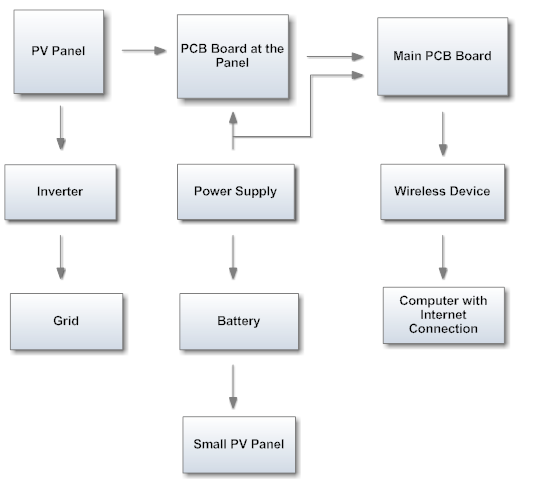 PV Panel
PCB Board at the
Panel
Main PCB Board
Inverter
Power Supply
Wireless Device
Grid
Battery
Computer with
Internet
Connection
Small PV Panel